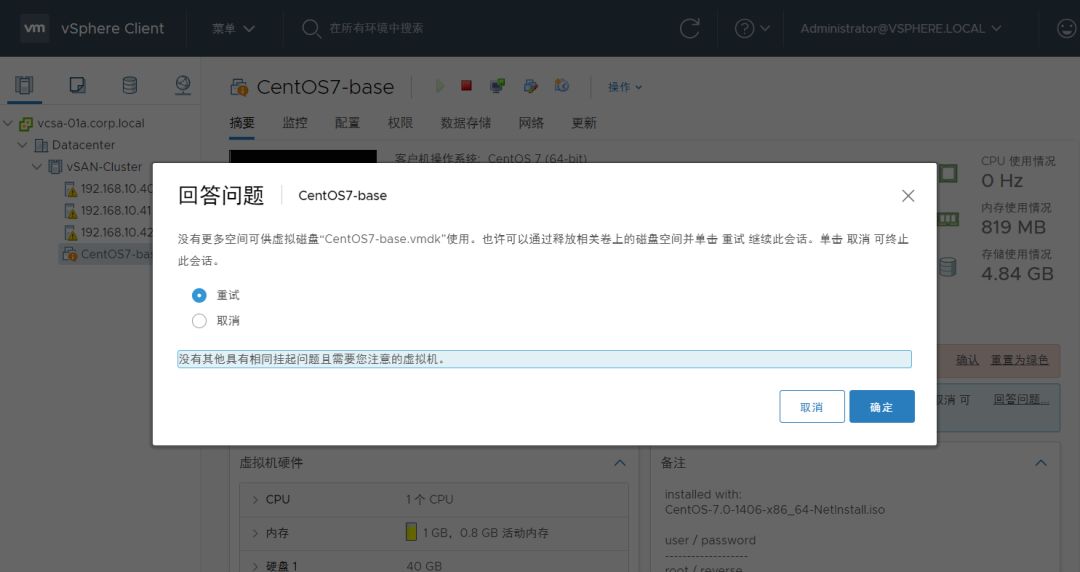 vm vSphere Client 菜单 在所有环境中搜索 Administrator@VSPHERE.LOCAL
CentOS7-base 操作
vcsa-01a.corp.local
Datacenter
vSAN-Cluster
192.168.10.40
192.168.10.41
192.168.10.42
CentOS7-bas
摘要 监控 配置 权限 数据存储 网络 更新
客户机操作系统: CentOS 7 (64-bit)
CPU 使用情况
0 Hz
内存使用情况
819 MB
存储使用情况
4.84 GB
回答问题 CentOS7-base
没有更多空间可供虚拟磁盘“CentOS7-base.vmdk”使用。也许可以通过释放相关卷上的磁盘空间并单击 重试 继续此会话。单击 取消 可终止
此会话。
重试
取消
没有其他具有相同挂起问题且需要您注意的虚拟机。
取消 确定
确认 重置为绿色
取消 可 回答问题...
虚拟机硬件
CPU 1 个 CPU
内存 1 GB，0.8 GB 活动内存
硬盘 1 40 GB
备注
installed with:
CentOS-7.0-1406-x86_64-NetInstall.iso
user / password
-------------------
root / reverse